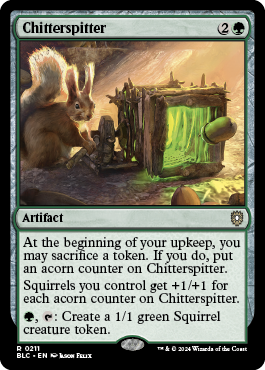 Chitterspitter 2
Artifact
At the beginning of your upkeep, you
may sacrifice a token. If you do, put
an acorn counter on Chitterspitter.
Squirrels you control get +1/+1 for
each acorn counter on Chitterspitter.
, : Create a 1/1 green Squirrel
creature token.
R 0211
BLC • EN Jason Felix
™ & © 2024 Wizards of the Coast